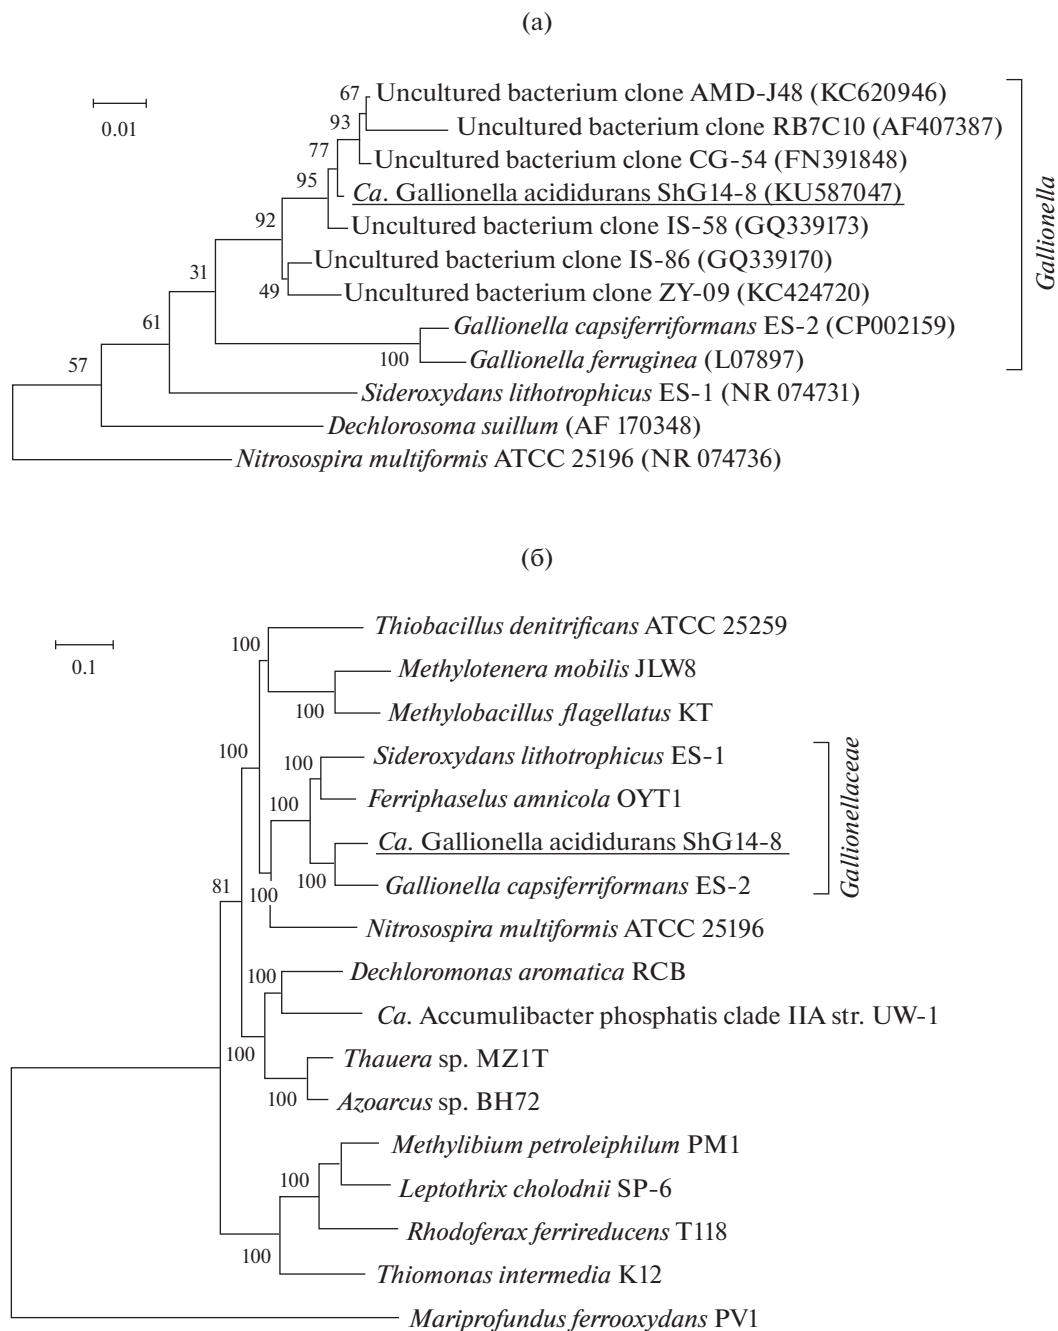 (а)
0.01
67
Uncultured bacterium clone AMD-J48 (KC620946)
93
Uncultured bacterium clone RB7C10 (AF407387)
77
Uncultured bacterium clone CG-54 (FN391848)
95
Ca. Gallionella acididurans ShG14-8 (KU587047)
92
Uncultured bacterium clone IS-58 (GQ339173)
31
Uncultured bacterium clone IS-86 (GQ339170)
49
Uncultured bacterium clone ZY-09 (KC424720)
61
Gallionella capsiferriformans ES-2 (CP002159)
57
100
Gallionella ferruginea (L07897)
Sideroxydans lithotrophicus ES-1 (NR 074731)
Dechlorosoma suillum (AF 170348)
Nitrosospira multiformis ATCC 25196 (NR 074736)
Gallionella
(б)
0.1
Thiobacillus denitrificans ATCC 25259
100
Methylotenera mobilis JLW8
100
Methylobacillus flagellatus KT
100
Sideroxydans lithotrophicus ES-1
100
Ferriphaselus amnicola OYT1
100
Ca. Gallionella acididurans ShG14-8
100
Gallionella capsiferriformans ES-2
81
100
Nitrosospira multiformis ATCC 25196
Gallionellaceae
100
Dechloromonas aromatica RCB
Ca. Accumulibacter phosphatis clade IIA str. UW-1
100
Thauera sp. MZ1T
100
Azoarcus sp. BH72
Methylibium petroleiphilum PM1
100
Leptothrix cholodnii SP-6
Rhodoferax ferrireducens T118
100
Thiomonas intermedia K12
Mariprofundus ferrooxydans PV1